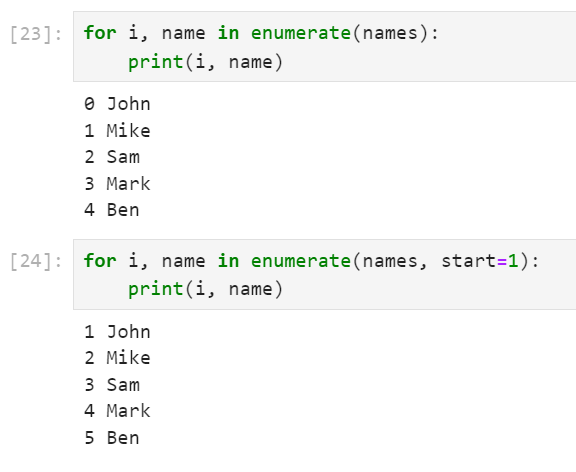 [23]: for i, name in enumerate(names):
    print(i, name)
0 John
1 Mike
2 Sam
3 Mark
4 Ben
[24]: for i, name in enumerate(names, start=1):
    print(i, name)
1 John
2 Mike
3 Sam
4 Mark
5 Ben